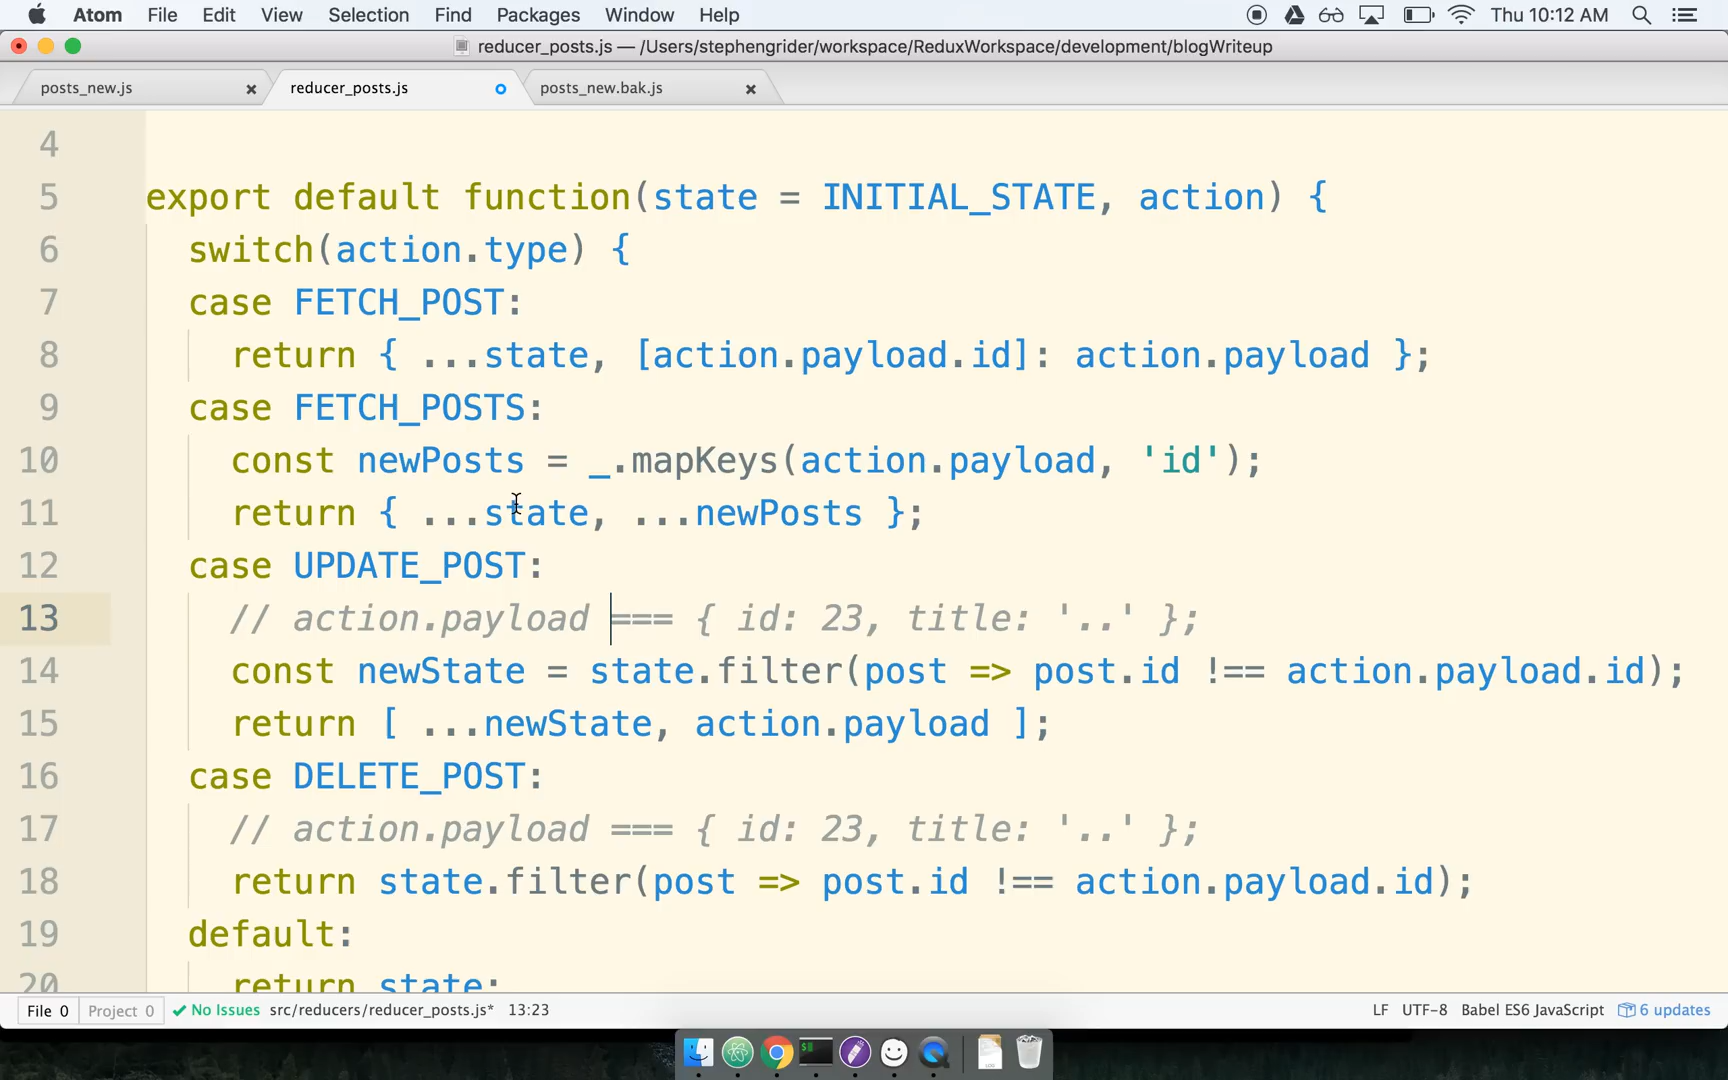 Atom File Edit View Selection Find Packages Window Help Thu 10:12 AM
reducer_posts.js — /Users/stephengrider/workspace/ReduxWorkspace/development/blogWriteup
posts_new.js reducer_posts.js posts_new.bak.js
4
5 export default function(state = INITIAL_STATE, action) {
6 switch(action.type) {
7 case FETCH_POST:
8 return { ...state, [action.payload.id]: action.payload };
9 case FETCH_POSTS:
10 const newPosts = _.mapKeys(action.payload, 'id');
11 return { ...state, ...newPosts };
12 case UPDATE_POST:
13 // action.payload === { id: 23, title: '..' };
14 const newState = state.filter(post => post.id !== action.payload.id);
15 return [ ...newState, action.payload ];
16 case DELETE_POST:
17 // action.payload === { id: 23, title: '..' };
18 return state.filter(post => post.id !== action.payload.id);
19 default:
20 return state;
File 0 Project 0 No Issues src/reducers/reducer_posts.js* 13:23 LF UTF-8 Babel ES6 JavaScript 6 updates